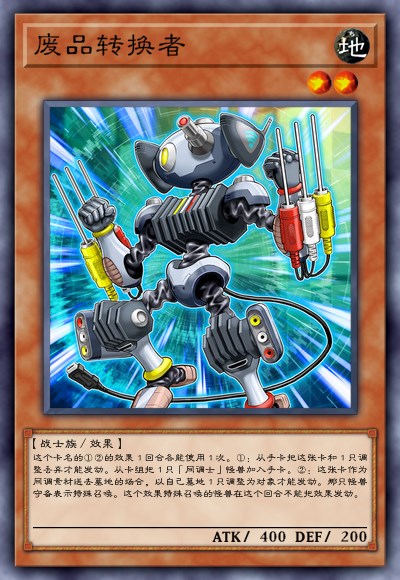 废品转换者
地
【战士族／效果】
这个卡名的①②的效果1回合各能使用1次。①：从手卡把这张卡和1只调
整丢弃才能发动。从卡组把1只「同调士」怪兽加入手卡。②：这张卡作为
同调素材送去墓地的场合，以自己墓地1只调整为对象才能发动。那只怪兽
守备表示特殊召唤。这个效果特殊召唤的怪兽在这个回合不能把效果发动。
ATK/ 400 DEF/ 200